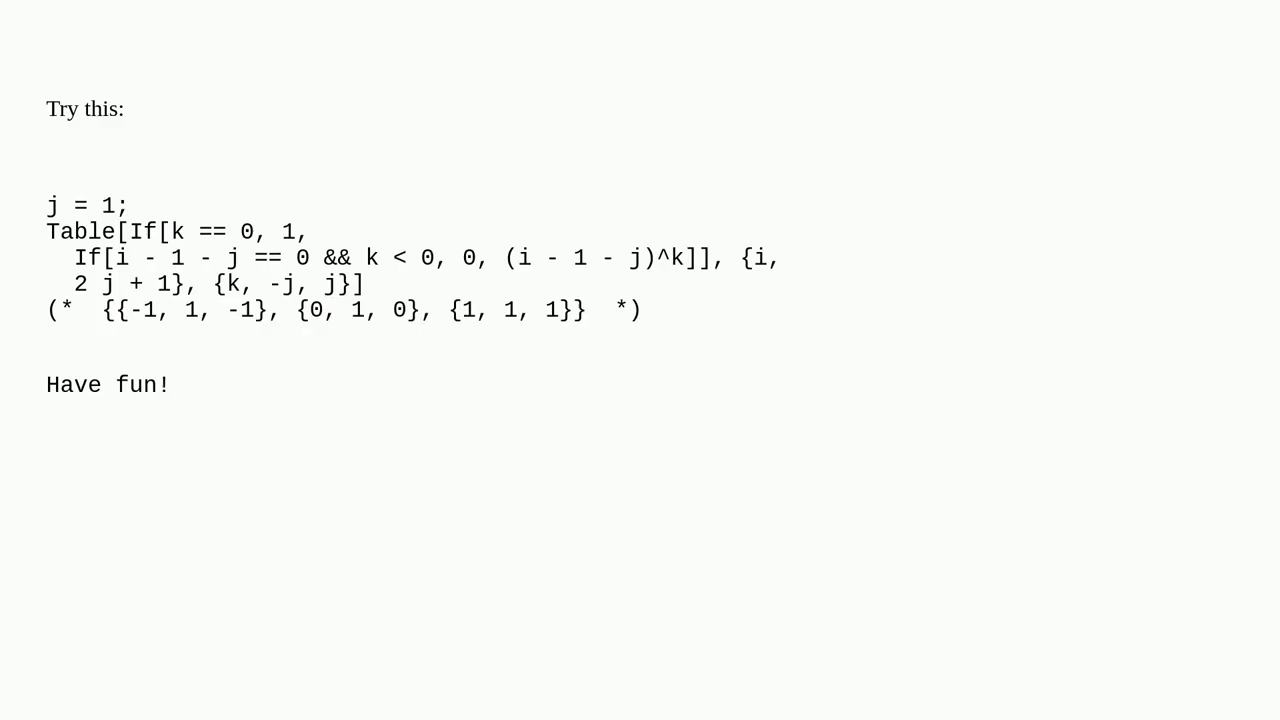 Try this:
j = 1;
Table[If[k == 0, 1,
  If[i - 1 - j == 0 && k < 0, 0, (i - 1 - j)^k]], {i,
  2 j + 1}, {k, -j, j}]
(*  {{-1, 1, -1}, {0, 1, 0}, {1, 1, 1}}  *)
Have fun!